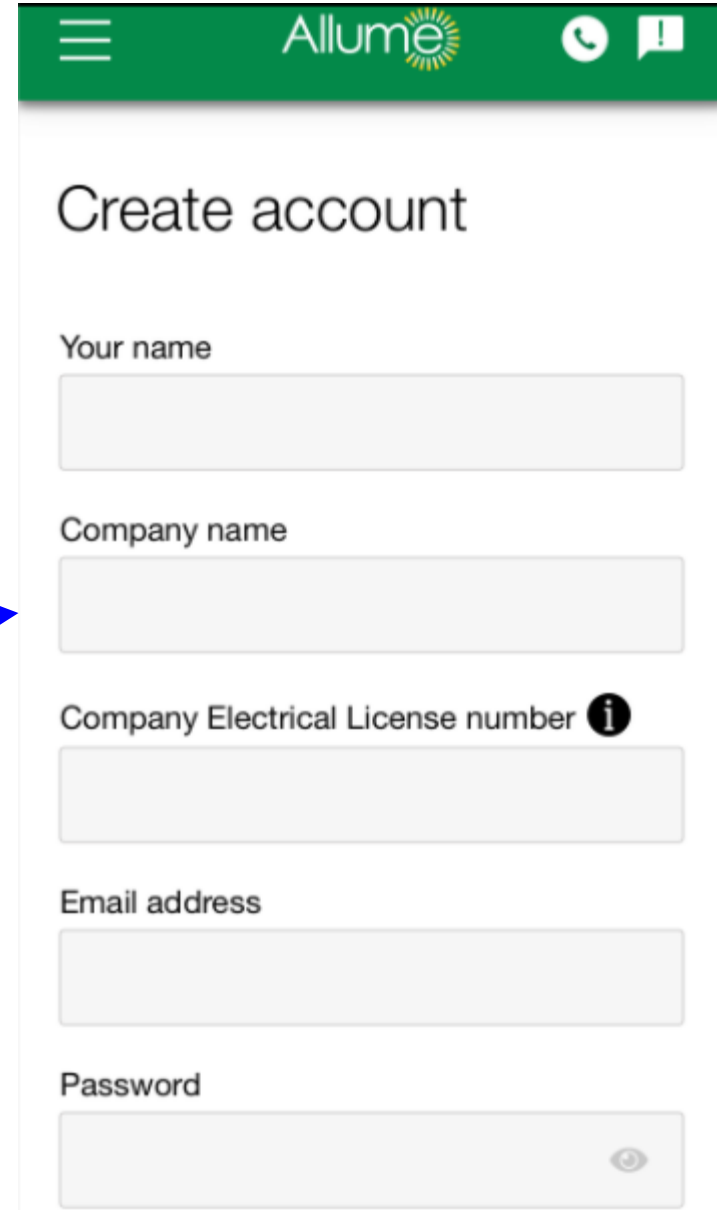 Allume
Create account
Your name
Company name
Company Electrical License number
Email address
Password